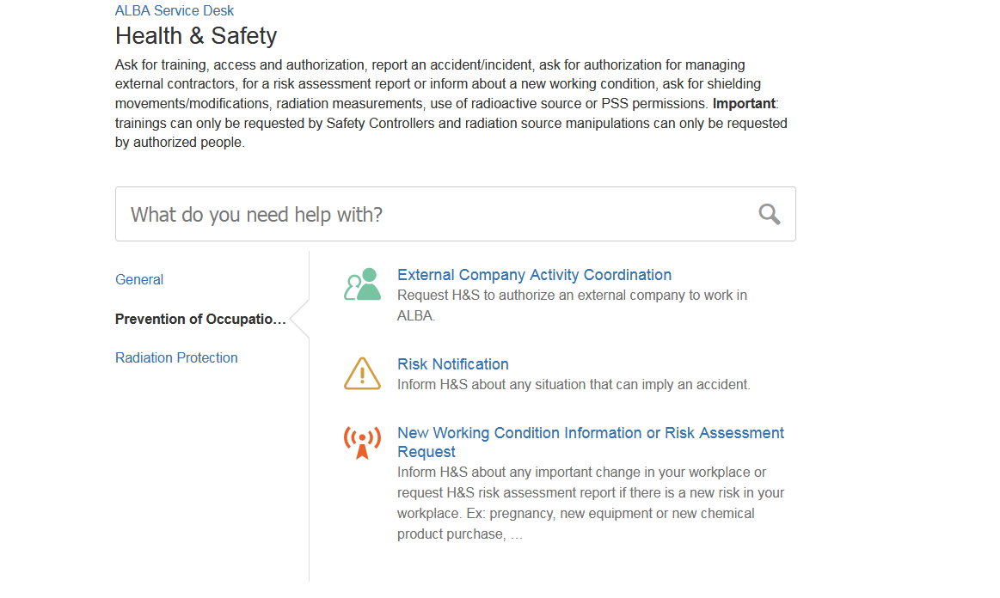 ALBA Service Desk
Health & Safety
Ask for training, access and authorization, report an accident/incident, ask for authorization for managing
external contractors, for a risk assessment report or inform about a new working condition, ask for shielding
movements/modifications, radiation measurements, use of radioactive source or PSS permissions. Important:
trainings can only be requested by Safety Controllers and radiation source manipulations can only be requested
by authorized people.
What do you need help with?
General
Prevention of Occupatio...
Radiation Protection
External Company Activity Coordination
Request H&S to authorize an external company to work in
ALBA.
Risk Notification
Inform H&S about any situation that can imply an accident.
New Working Condition Information or Risk Assessment
Request
Inform H&S about any important change in your workplace or
request H&S risk assessment report if there is a new risk in your
workplace. Ex: pregnancy, new equipment or new chemical
product purchase, ...